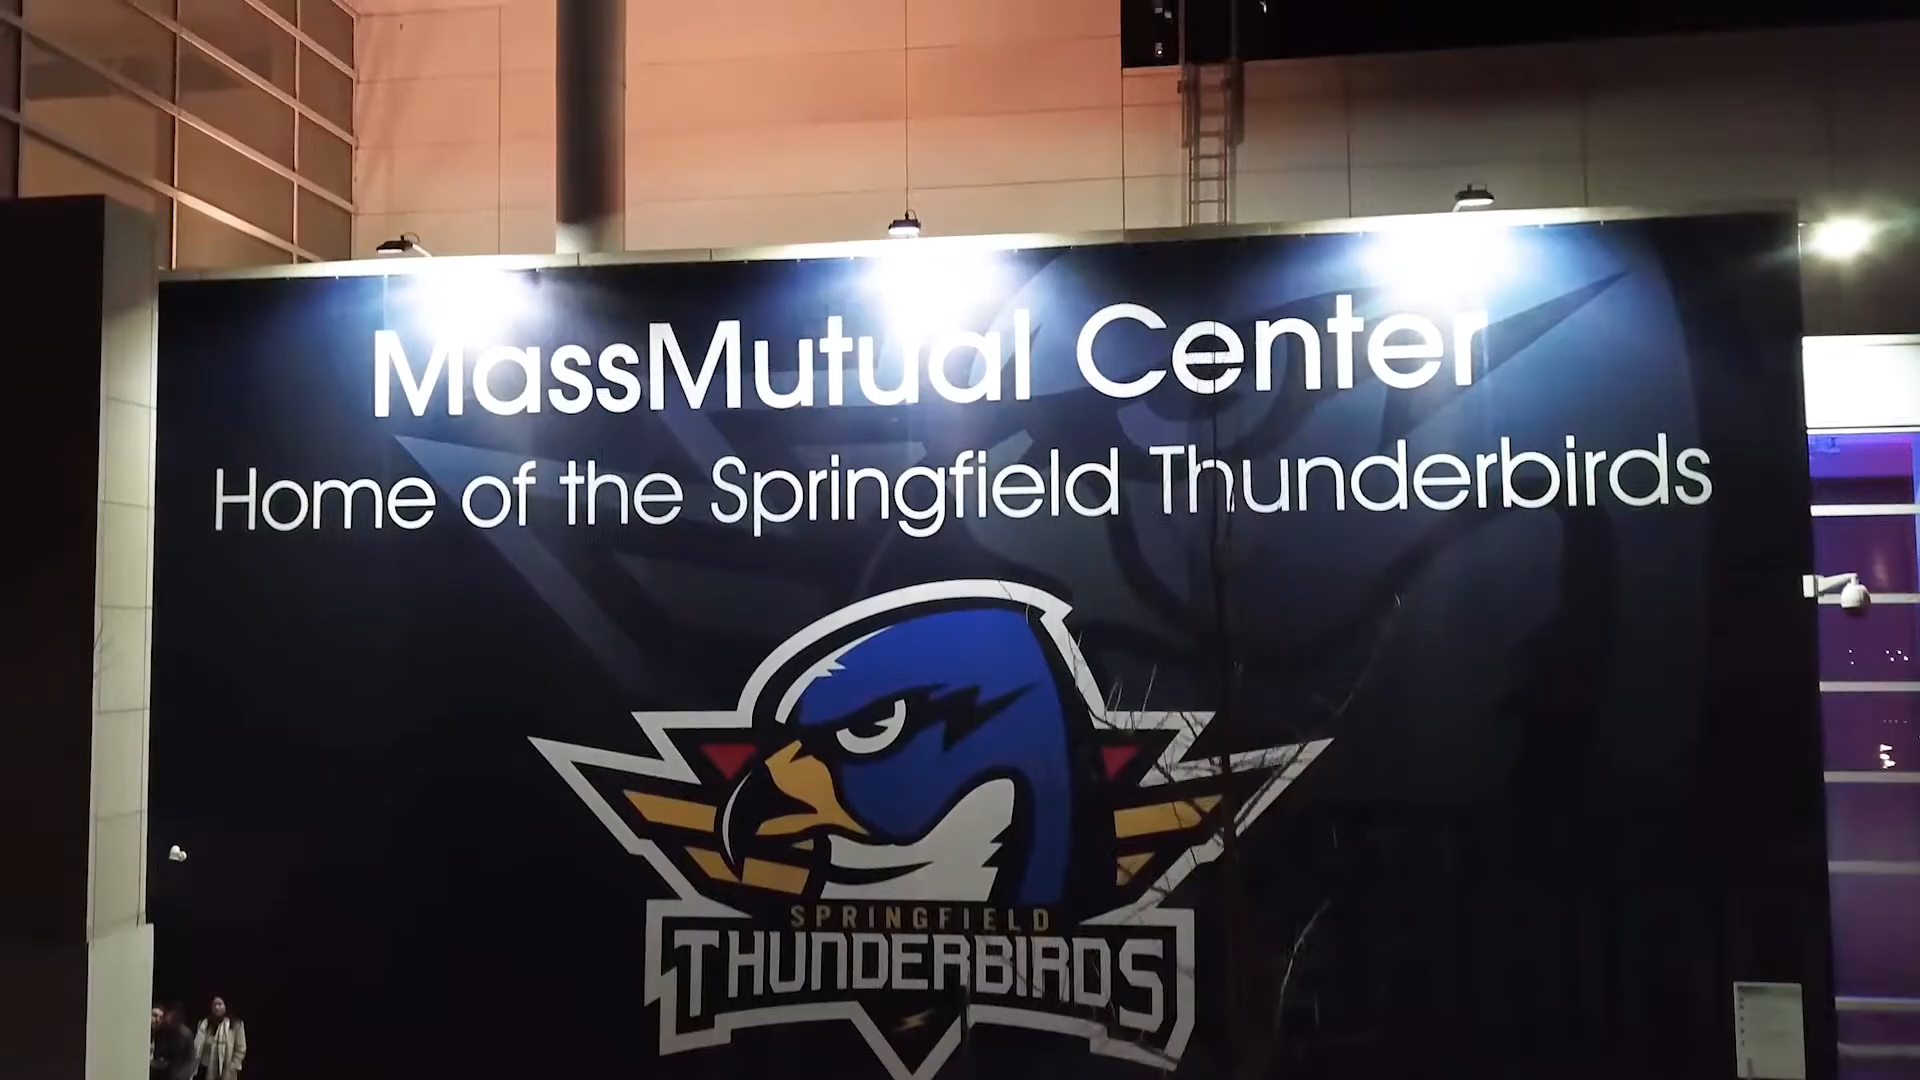 MassMutual Center
Home of the Springfield Thunderbirds
SPRINGFIELD
THUNDERBIRDS